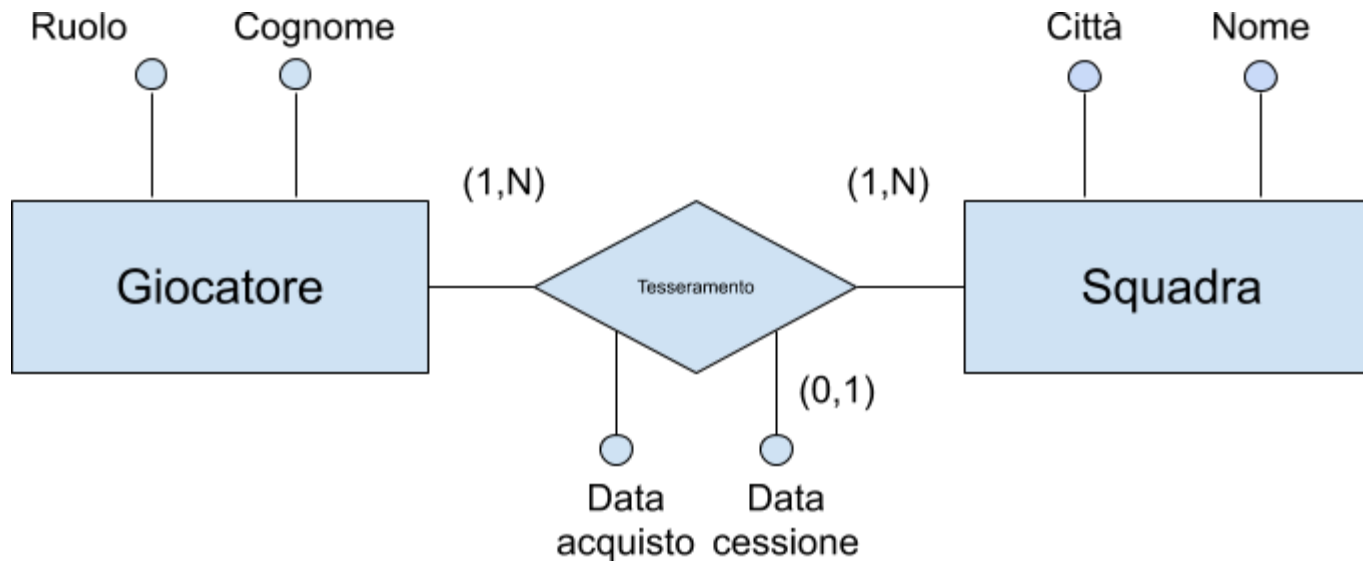 Ruolo Cognome Città Nome
(1,N) (1,N)
Giocatore Tesseramento Squadra
(0,1)
Data Data
acquisto cessione